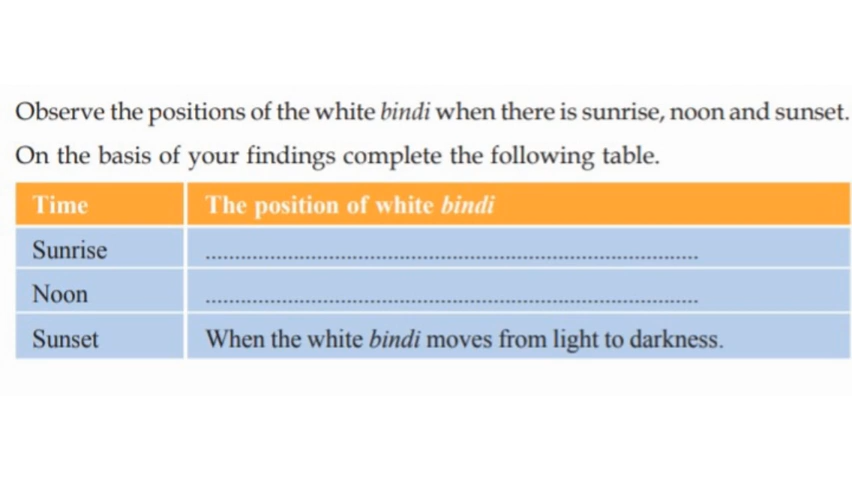 Observe the positions of the white bindi when there is sunrise, noon and sunset.
On the basis of your findings complete the following table.
Time The position of white bindi
Sunrise ....................................................................................
Noon ....................................................................................
Sunset When the white bindi moves from light to darkness.